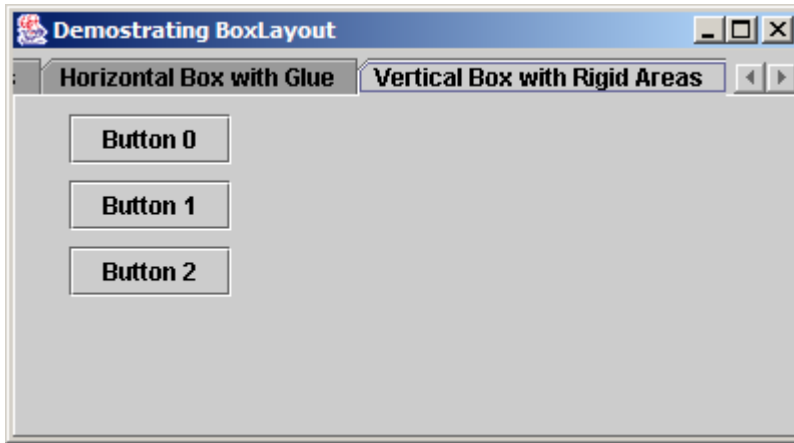 Demostrating BoxLayout
Horizontal Box with Glue
Vertical Box with Rigid Areas
Button 0
Button 1
Button 2